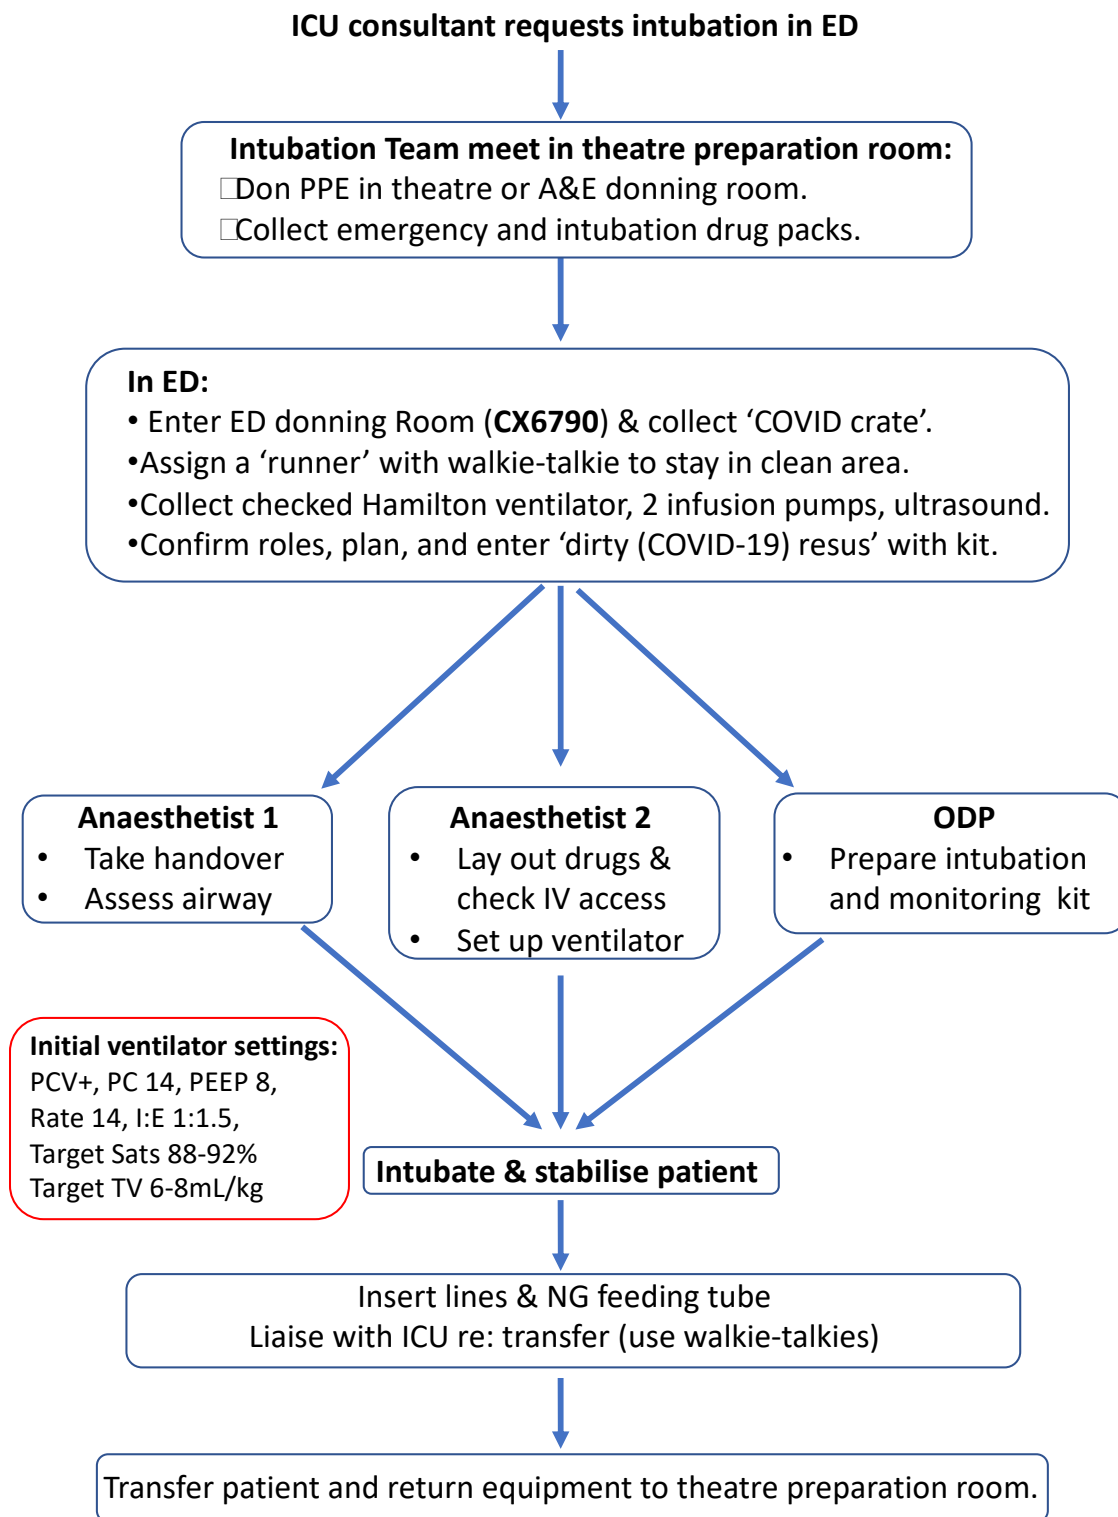 ICU consultant requests intubation in ED
Intubation Team meet in theatre preparation room:
□Don PPE in theatre or A&E donning room.
□Collect emergency and intubation drug packs.
In ED:
• Enter ED donning Room (CX6790) & collect ‘COVID crate’.
•Assign a ‘runner’ with walkie-talkie to stay in clean area.
•Collect checked Hamilton ventilator, 2 infusion pumps, ultrasound.
•Confirm roles, plan, and enter ‘dirty (COVID-19) resus’ with kit.
Anaesthetist 1
• Take handover
• Assess airway
Anaesthetist 2
• Lay out drugs &
check IV access
• Set up ventilator
ODP
• Prepare intubation
and monitoring kit
Initial ventilator settings:
PCV+, PC 14, PEEP 8,
Rate 14, I:E 1:1.5,
Target Sats 88-92%
Target TV 6-8mL/kg
Intubate & stabilise patient
Insert lines & NG feeding tube
Liaise with ICU re: transfer (use walkie-talkies)
Transfer patient and return equipment to theatre preparation room.